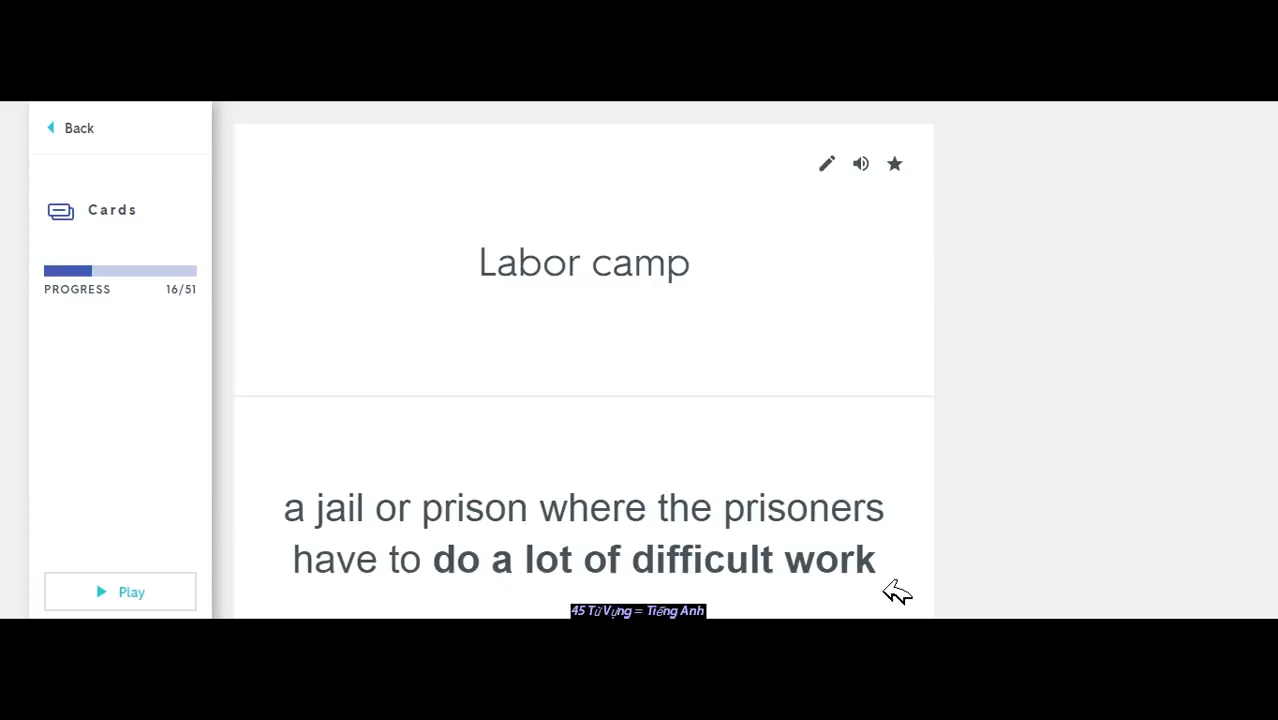 Back
Cards
PROGRESS 16/51
Play
Labor camp
a jail or prison where the prisoners
have to do a lot of difficult work
45 Từ Vựng = Tiếng Anh